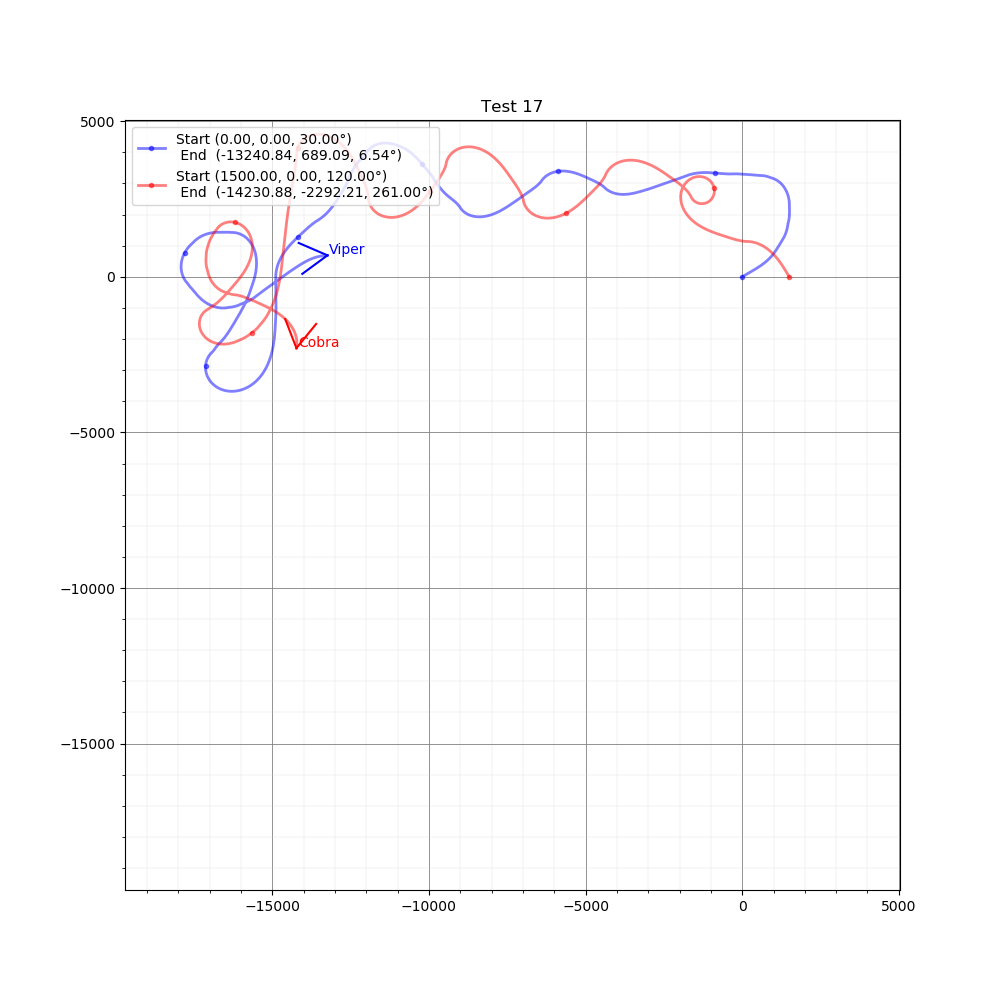 Test 17
Start (0.00, 0.00, 30.00°)
End (-13240.84, 689.09, 6.54°)
Start (1500.00, 0.00, 120.00°)
End (-14230.88, -2292.21, 261.00°)
5000
0
−5000
−10000
−15000
Viper
Cobra
−15000 −10000 −5000 0 5000